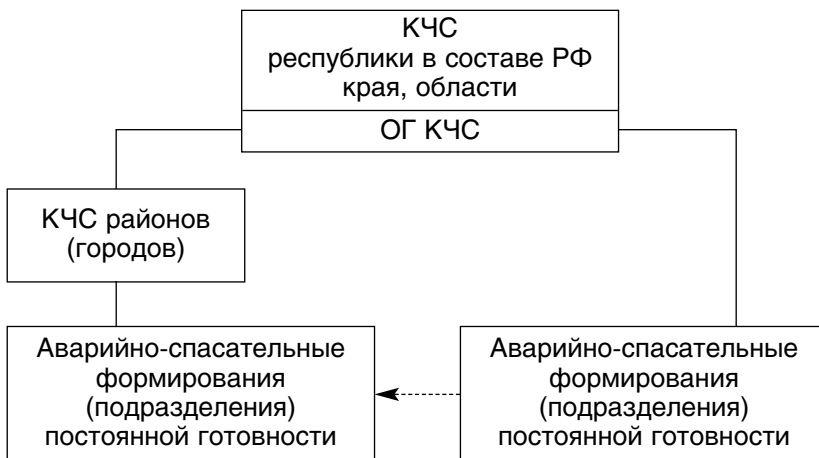 КЧС
республики в составе РФ
края, области
ОГ КЧС
КЧС районов
(городов)
Аварийно-спасательные
формирования
(подразделения)
постоянной готовности
Аварийно-спасательные
формирования
(подразделения)
постоянной готовности